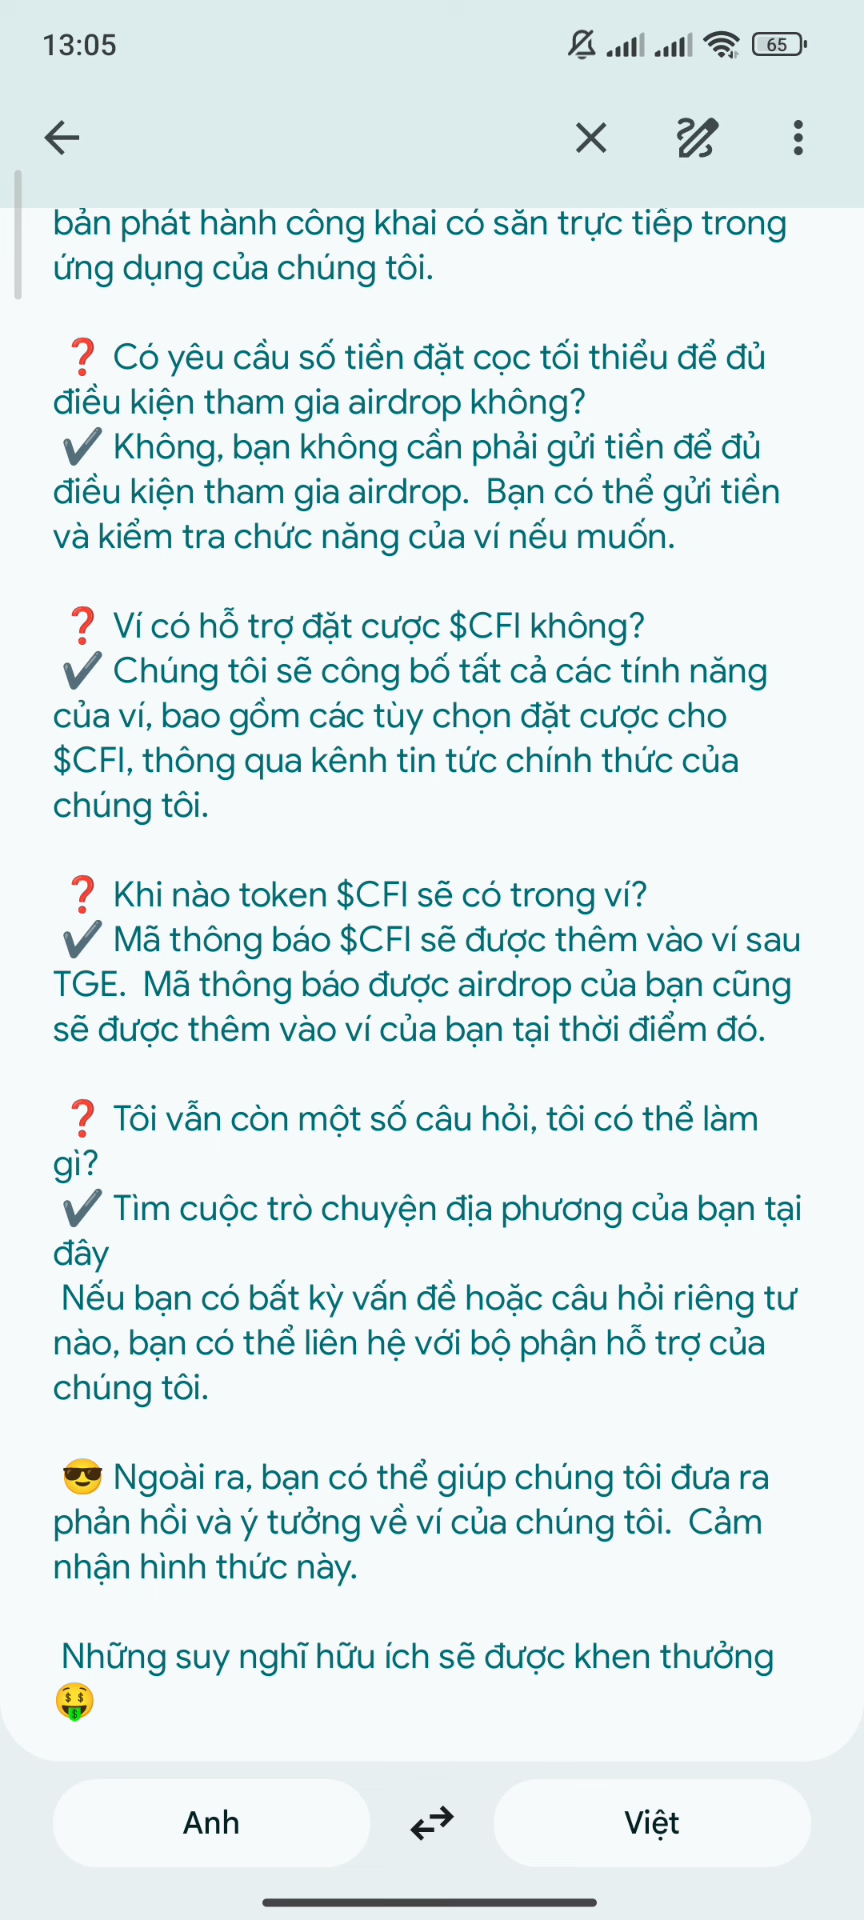 13:05
65
bản phát hành công khai có sẵn trực tiếp trong
ứng dụng của chúng tôi.
❓ Có yêu cầu số tiền đặt cọc tối thiểu để đủ
điều kiện tham gia airdrop không?
✔️ Không, bạn không cần phải gửi tiền để đủ
điều kiện tham gia airdrop.  Bạn có thể gửi tiền
và kiểm tra chức năng của ví nếu muốn.
❓ Ví có hỗ trợ đặt cược $CFI không?
✔️ Chúng tôi sẽ công bố tất cả các tính năng
của ví, bao gồm các tùy chọn đặt cược cho
$CFI, thông qua kênh tin tức chính thức của
chúng tôi.
❓ Khi nào token $CFI sẽ có trong ví?
✔️ Mã thông báo $CFI sẽ được thêm vào ví sau
TGE.  Mã thông báo được airdrop của bạn cũng
sẽ được thêm vào ví của bạn tại thời điểm đó.
❓ Tôi vẫn còn một số câu hỏi, tôi có thể làm
gì?
✔️ Tìm cuộc trò chuyện địa phương của bạn tại
đây
Nếu bạn có bất kỳ vấn đề hoặc câu hỏi riêng tư
nào, bạn có thể liên hệ với bộ phận hỗ trợ của
chúng tôi.
😎 Ngoài ra, bạn có thể giúp chúng tôi đưa ra
phản hồi và ý tưởng về ví của chúng tôi.  Cảm
nhận hình thức này.
Những suy nghĩ hữu ích sẽ được khen thưởng
🤑
Anh
Việt